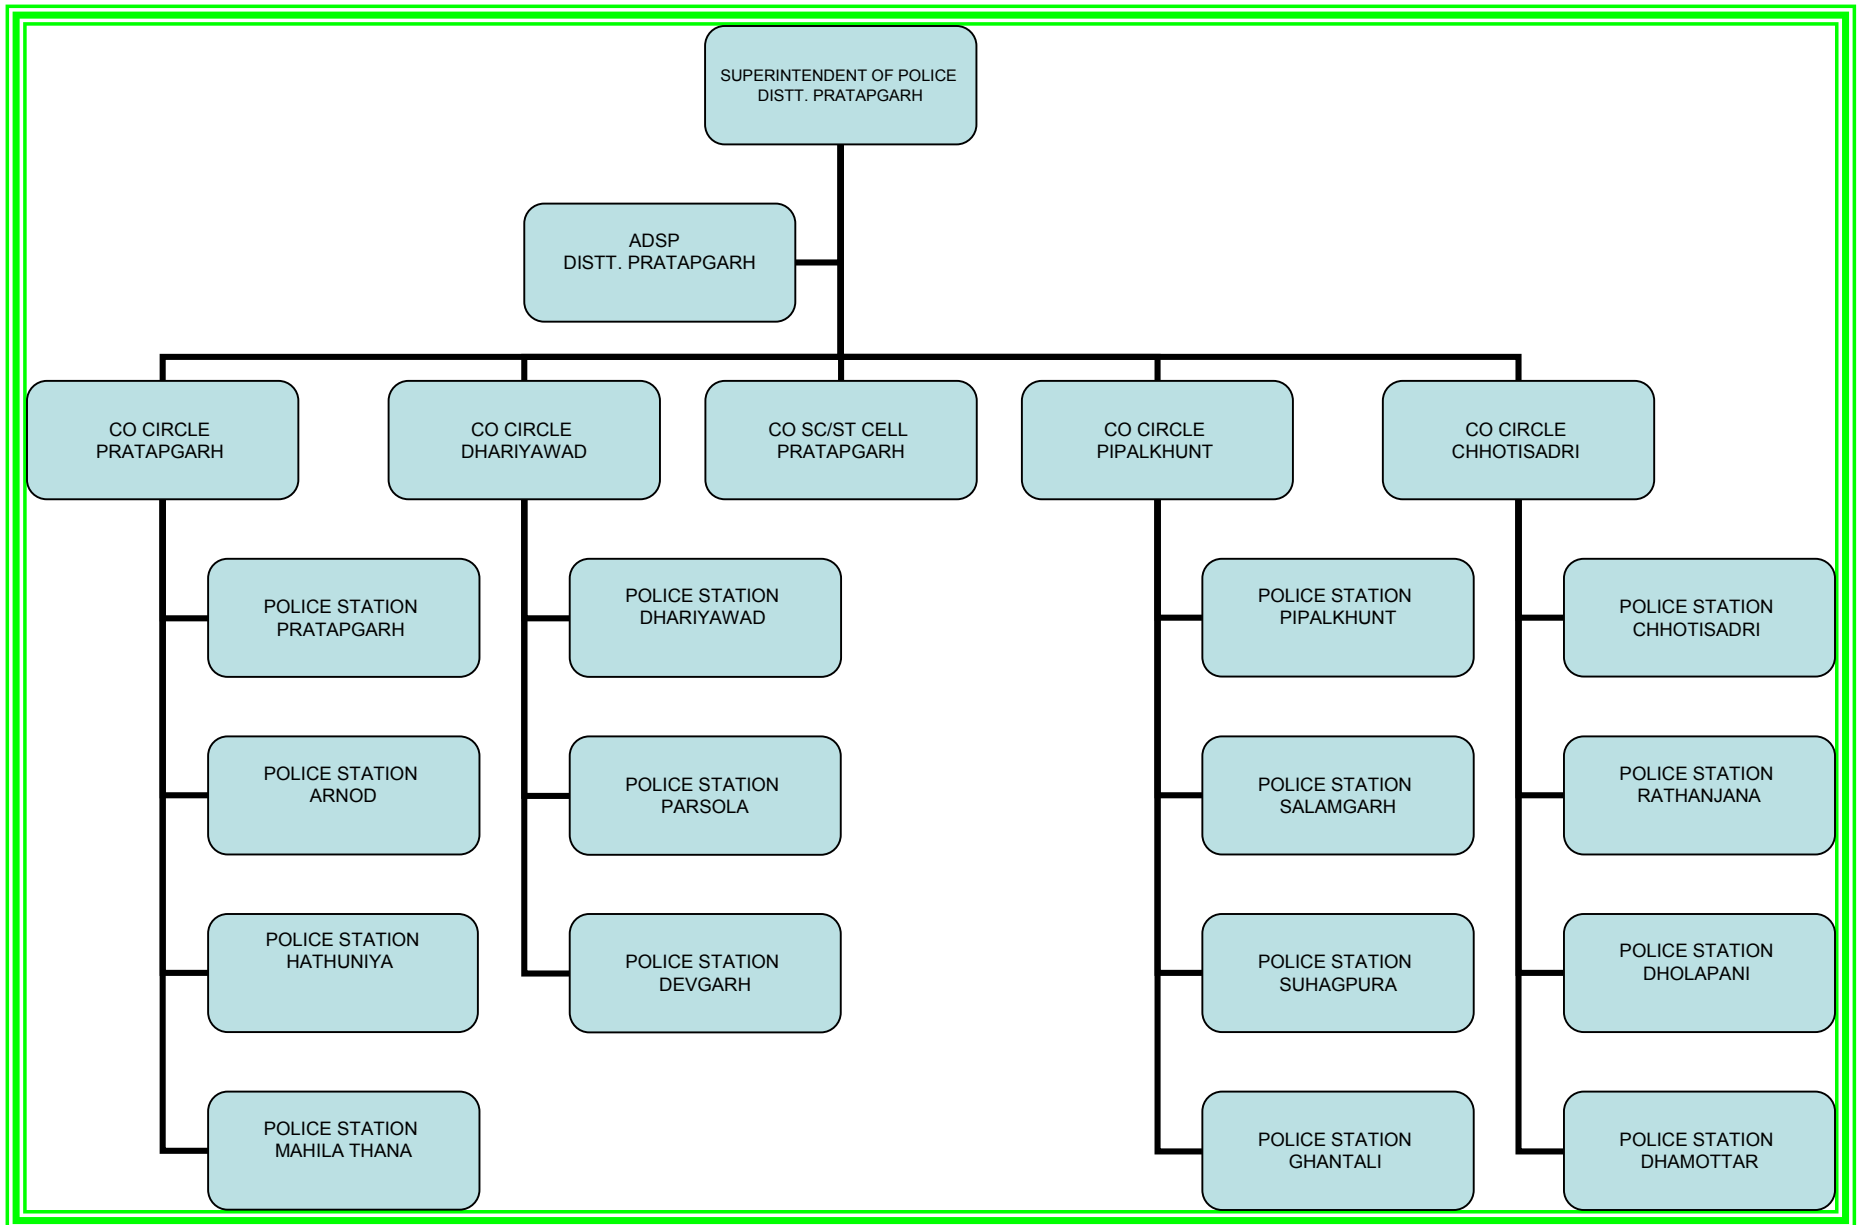 SUPERINTENDENT OF POLICE
DISTT. PRATAPGARH
ADSP
DISTT. PRATAPGARH
CO CIRCLE
PRATAPGARH
CO CIRCLE
DHARIYAWAD
CO SC/ST CELL
PRATAPGARH
CO CIRCLE
PIPALKHUNT
CO CIRCLE
CHHOTISADRI
POLICE STATION
PRATAPGARH
POLICE STATION
DHARIYAWAD
POLICE STATION
PIPALKHUNT
POLICE STATION
CHHOTISADRI
POLICE STATION
ARNOD
POLICE STATION
PARSOLA
POLICE STATION
SALAMGARH
POLICE STATION
RATHANJANA
POLICE STATION
HATHUNIYA
POLICE STATION
DEVGARH
POLICE STATION
SUHAGPURA
POLICE STATION
DHOLAPANI
POLICE STATION
MAHILA THANA
POLICE STATION
GHANTALI
POLICE STATION
DHAMOTTAR